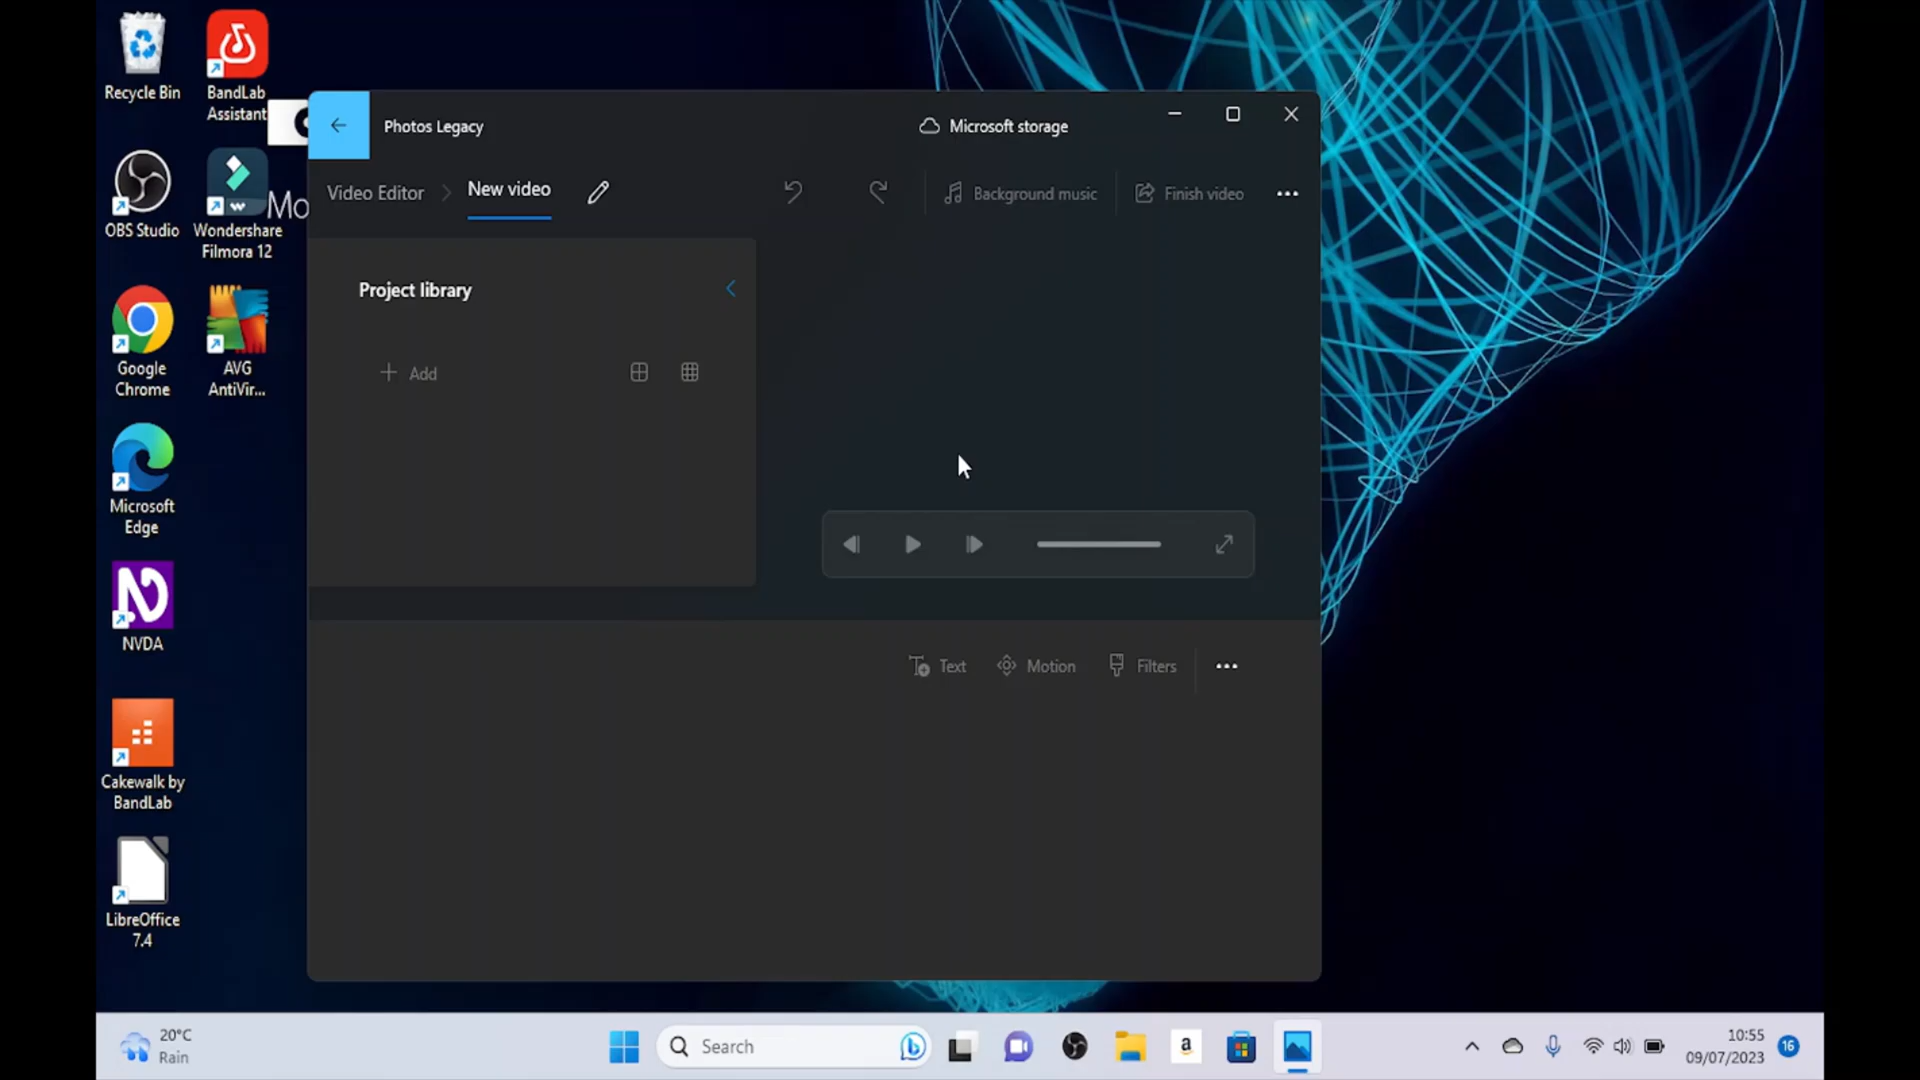 Recycle Bin
BandLab
Assistant
OBS Studio
Wondershare
Filmora 12
Mo
Google
Chrome
AVG
AntiVir...
Microsoft
Edge
NVDA
Cakewalk by
BandLab
LibreOffice
7.4
Photos Legacy
Microsoft storage
Video Editor
New video
Background music
Finish video
Project library
Add
Text
Motion
Filters
20°C
Rain
Search
a
10:55
09/07/2023
16